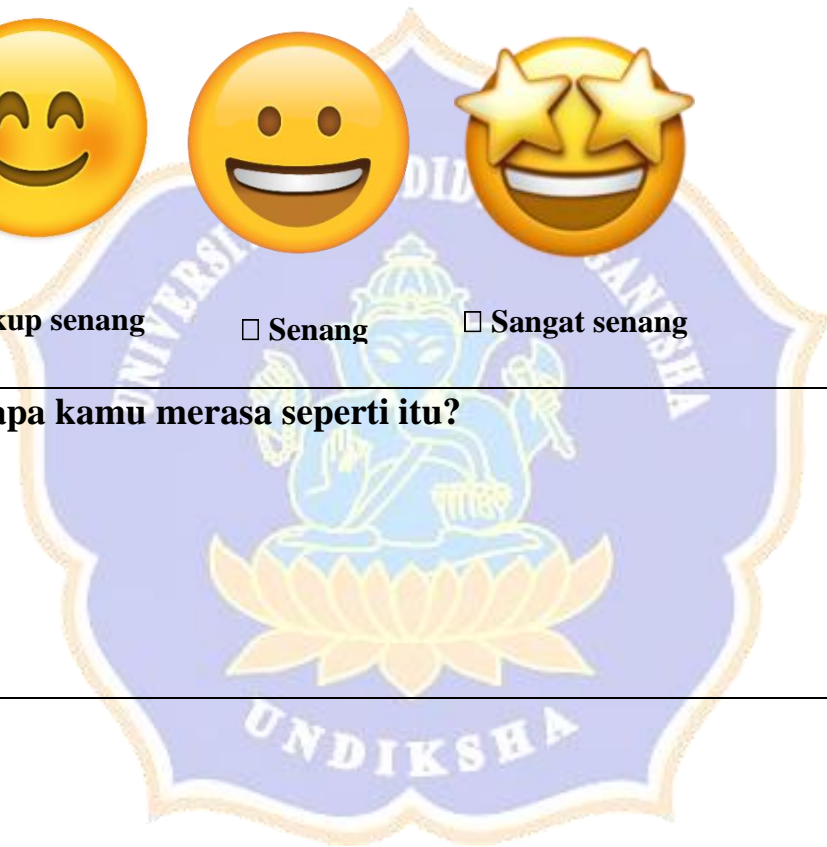 kup senang
☐ Senang
☐ Sangat senang
apa kamu merasa seperti itu?
UNDIKSHA